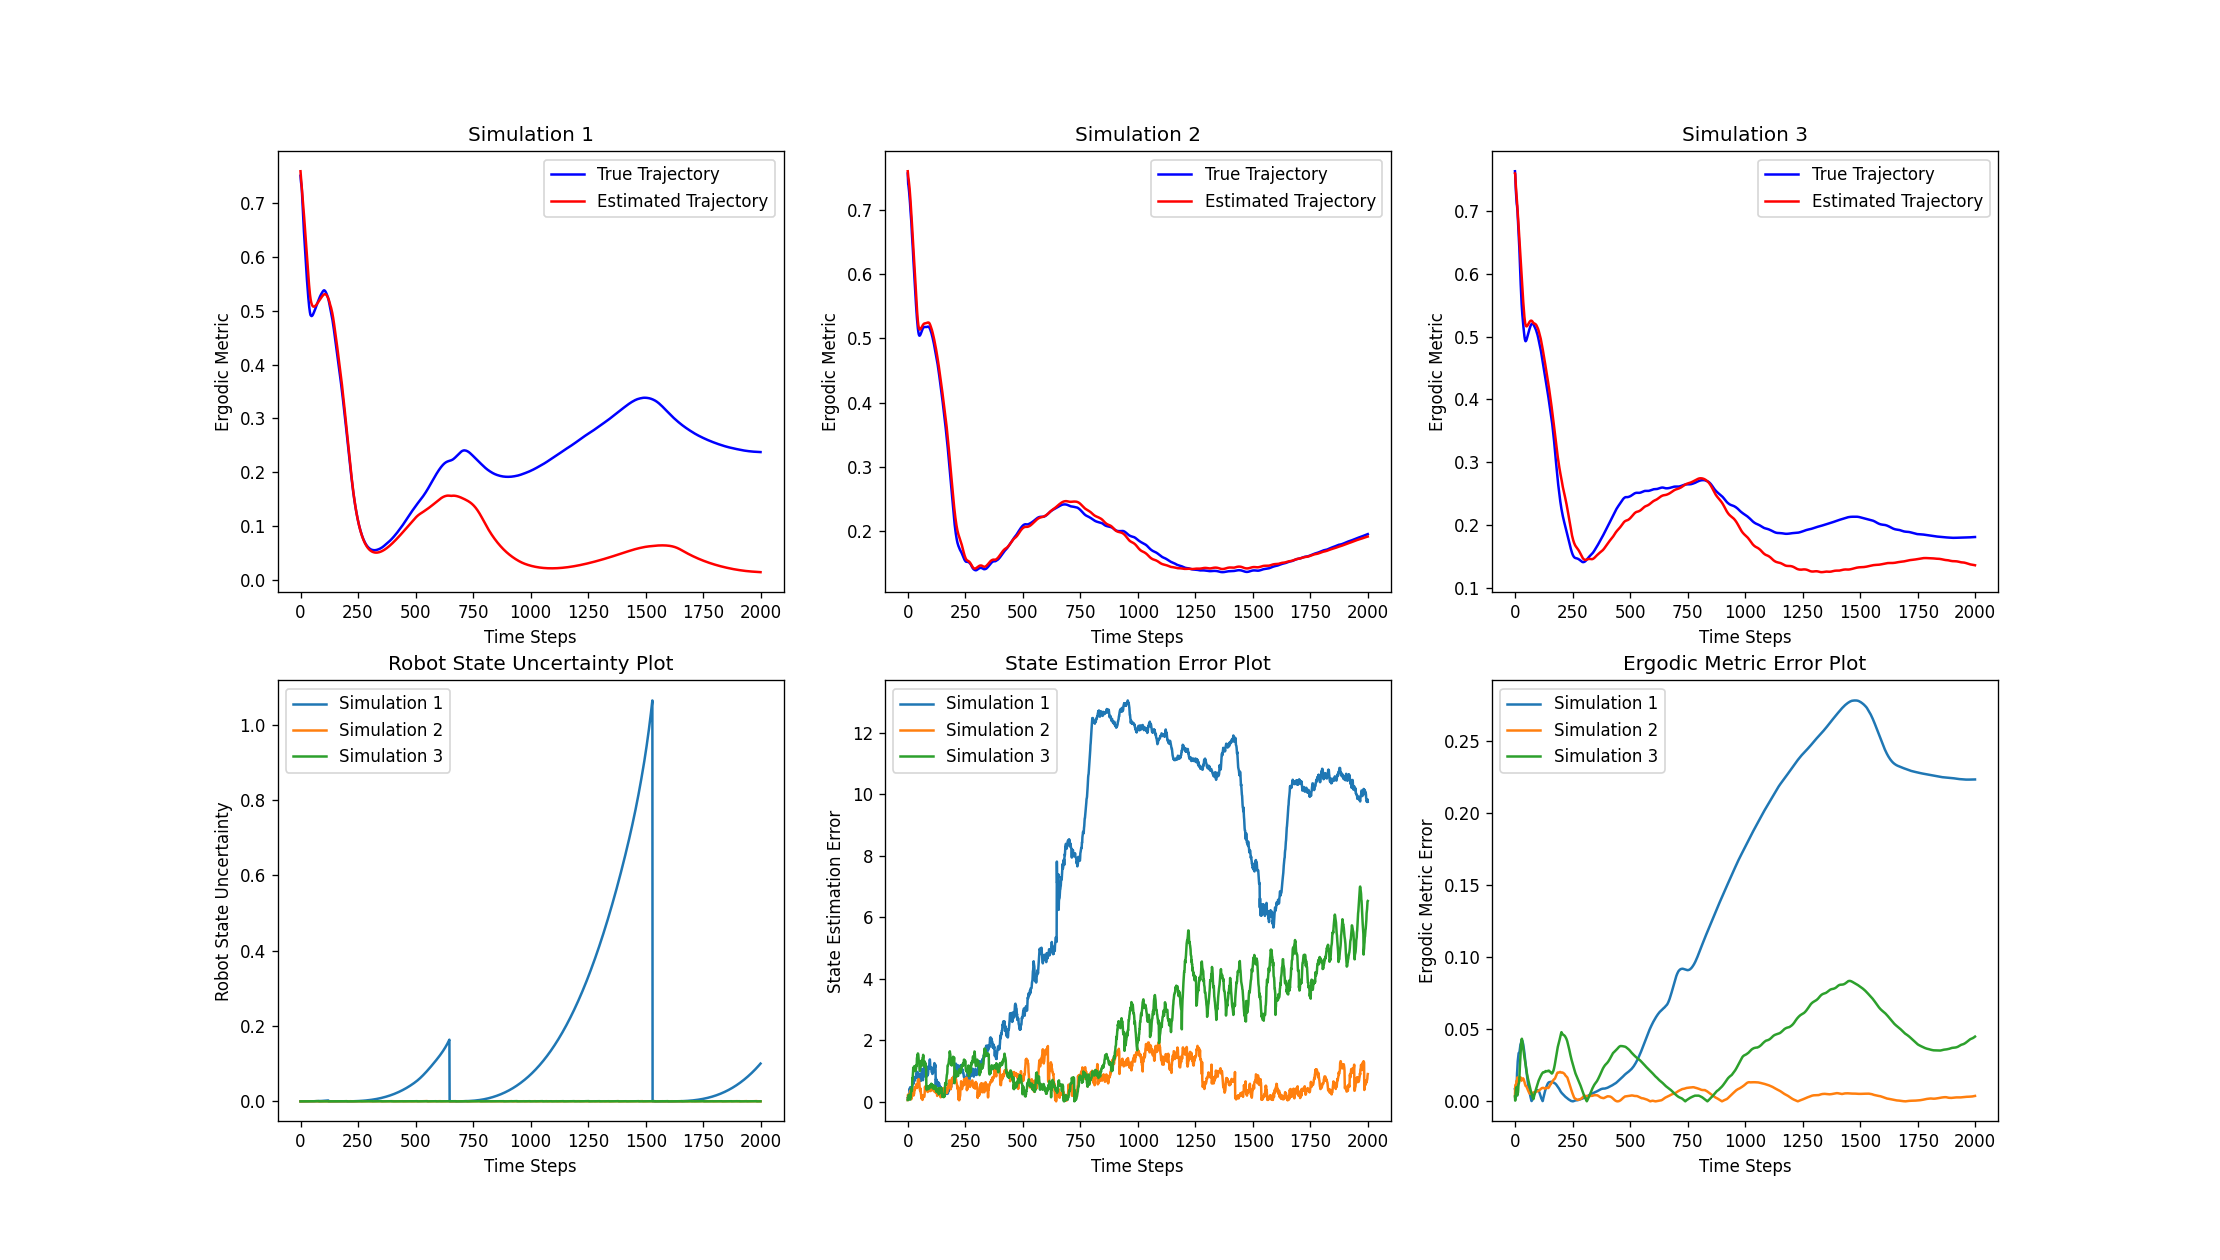 Simulation 1
True Trajectory
Estimated Trajectory
Ergodic Metric
0.7
0.6
0.5
0.4
0.3
0.2
0.1
0.0
0 250 500 750 1000 1250 1500 1750 2000
Time Steps
Simulation 2
True Trajectory
Estimated Trajectory
Ergodic Metric
0.7
0.6
0.5
0.4
0.3
0.2
0 250 500 750 1000 1250 1500 1750 2000
Time Steps
Simulation 3
True Trajectory
Estimated Trajectory
Ergodic Metric
0.7
0.6
0.5
0.4
0.3
0.2
0.1
0 250 500 750 1000 1250 1500 1750 2000
Time Steps
Robot State Uncertainty Plot
Simulation 1
Simulation 2
Simulation 3
Robot State Uncertainty
1.0
0.8
0.6
0.4
0.2
0.0
0 250 500 750 1000 1250 1500 1750 2000
Time Steps
State Estimation Error Plot
Simulation 1
Simulation 2
Simulation 3
State Estimation Error
12
10
8
6
4
2
0
0 250 500 750 1000 1250 1500 1750 2000
Time Steps
Ergodic Metric Error Plot
Simulation 1
Simulation 2
Simulation 3
Ergodic Metric Error
0.25
0.20
0.15
0.10
0.05
0.00
0 250 500 750 1000 1250 1500 1750 2000
Time Steps